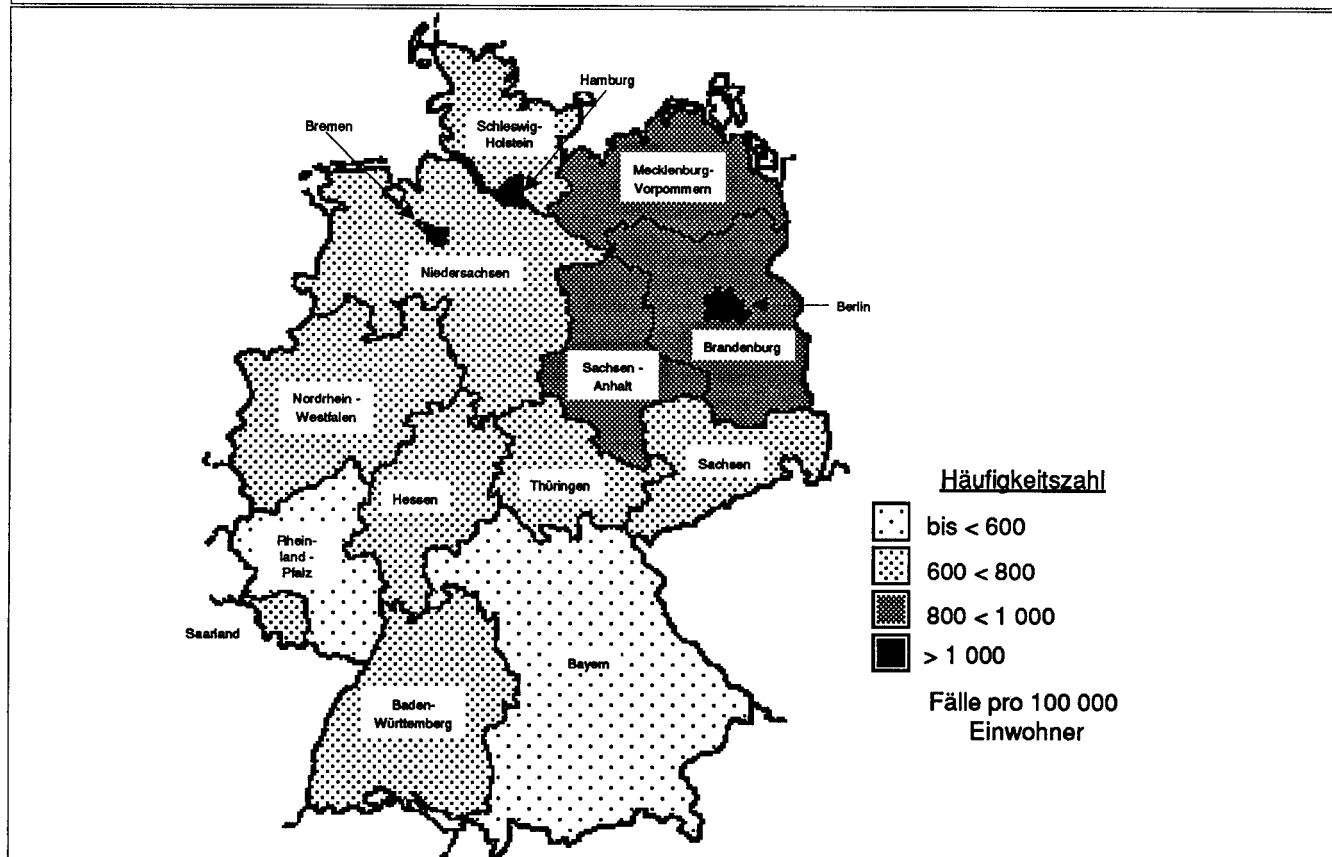 Hamburg
Bremen
Schleswig-
Holstein
Mecklenburg-
Vorpommern
Niedersachsen
Berlin
Brandenburg
Sachsen -
Anhalt
Nordrhein -
Westfalen
Sachsen
Hessen
Thüringen
Rhein-
land -
Pfalz
Saarland
Bayern
Baden-
Württemberg
Häufigkeitszahl
bis < 600
600 < 800
800 < 1 000
> 1 000
Fälle pro 100 000
Einwohner